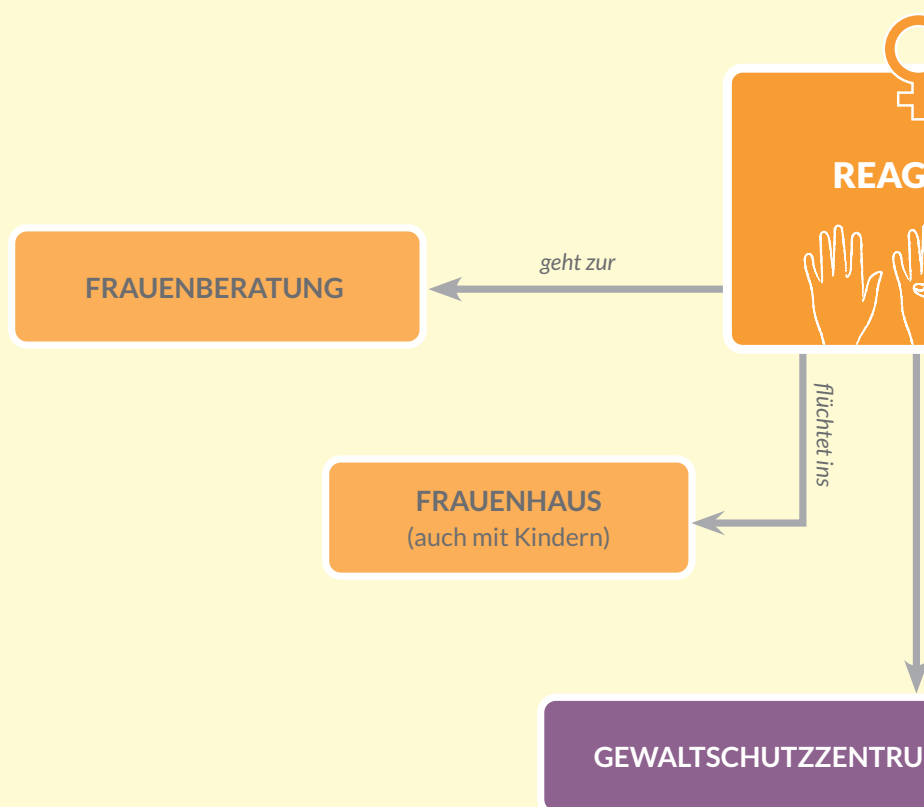 REAG
geht zur
FRAUENBERATUNG
flüchtet ins
FRAUENHAUS
(auch mit Kindern)
GEWALTSCHUTZZENTRU